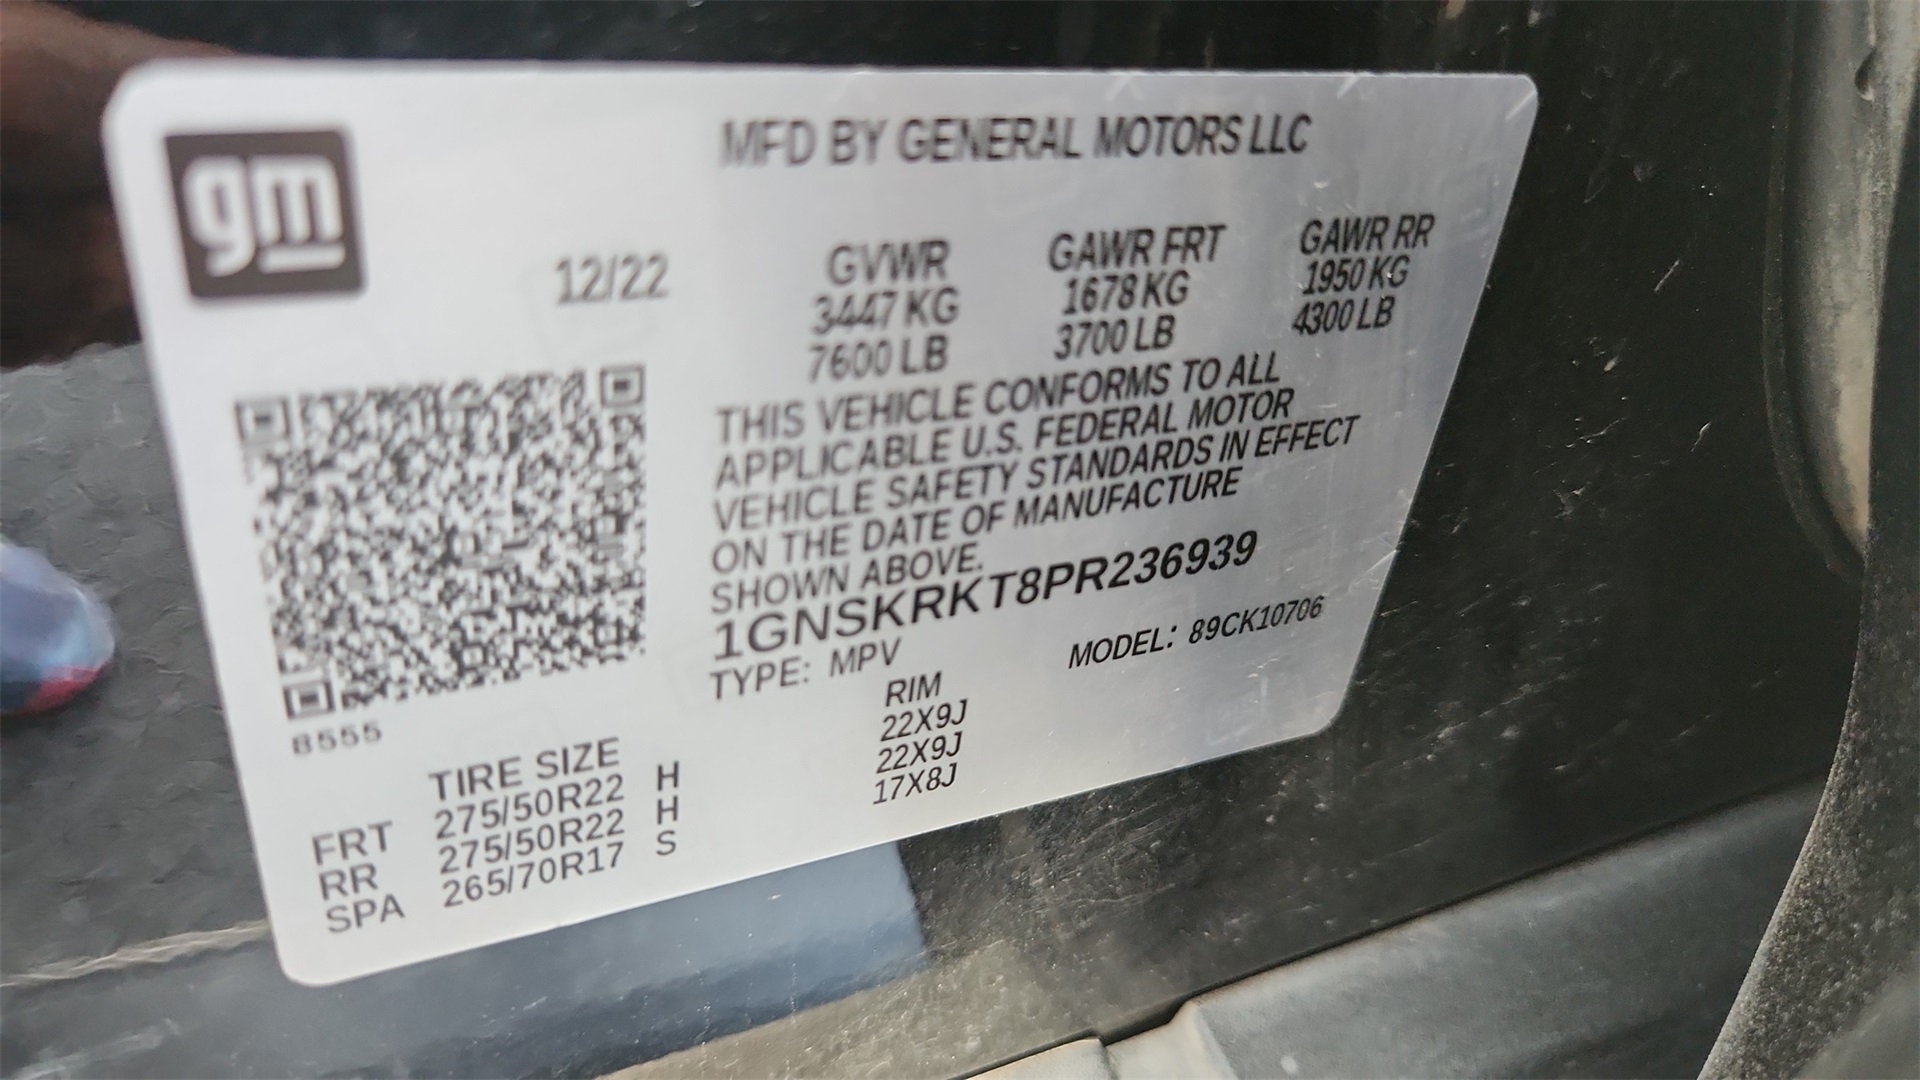 gm
MFD BY GENERAL MOTORS LLC
12/22
GVWR GAWR FRT GAWR RR
3447 KG 1678 KG 1950 KG
7600 LB 3700 LB 4300 LB
THIS VEHICLE CONFORMS TO ALL
APPLICABLE U.S. FEDERAL MOTOR
VEHICLE SAFETY STANDARDS IN EFFECT
ON THE DATE OF MANUFACTURE
SHOWN ABOVE.
1GNSKRKT8PR236939
TYPE: MPV MODEL: 89CK10706
8555
TIRE SIZE RIM
FRT 275/50R22 H 22X9J
RR 275/50R22 H 22X9J
SPA 265/70R17 S 17X8J